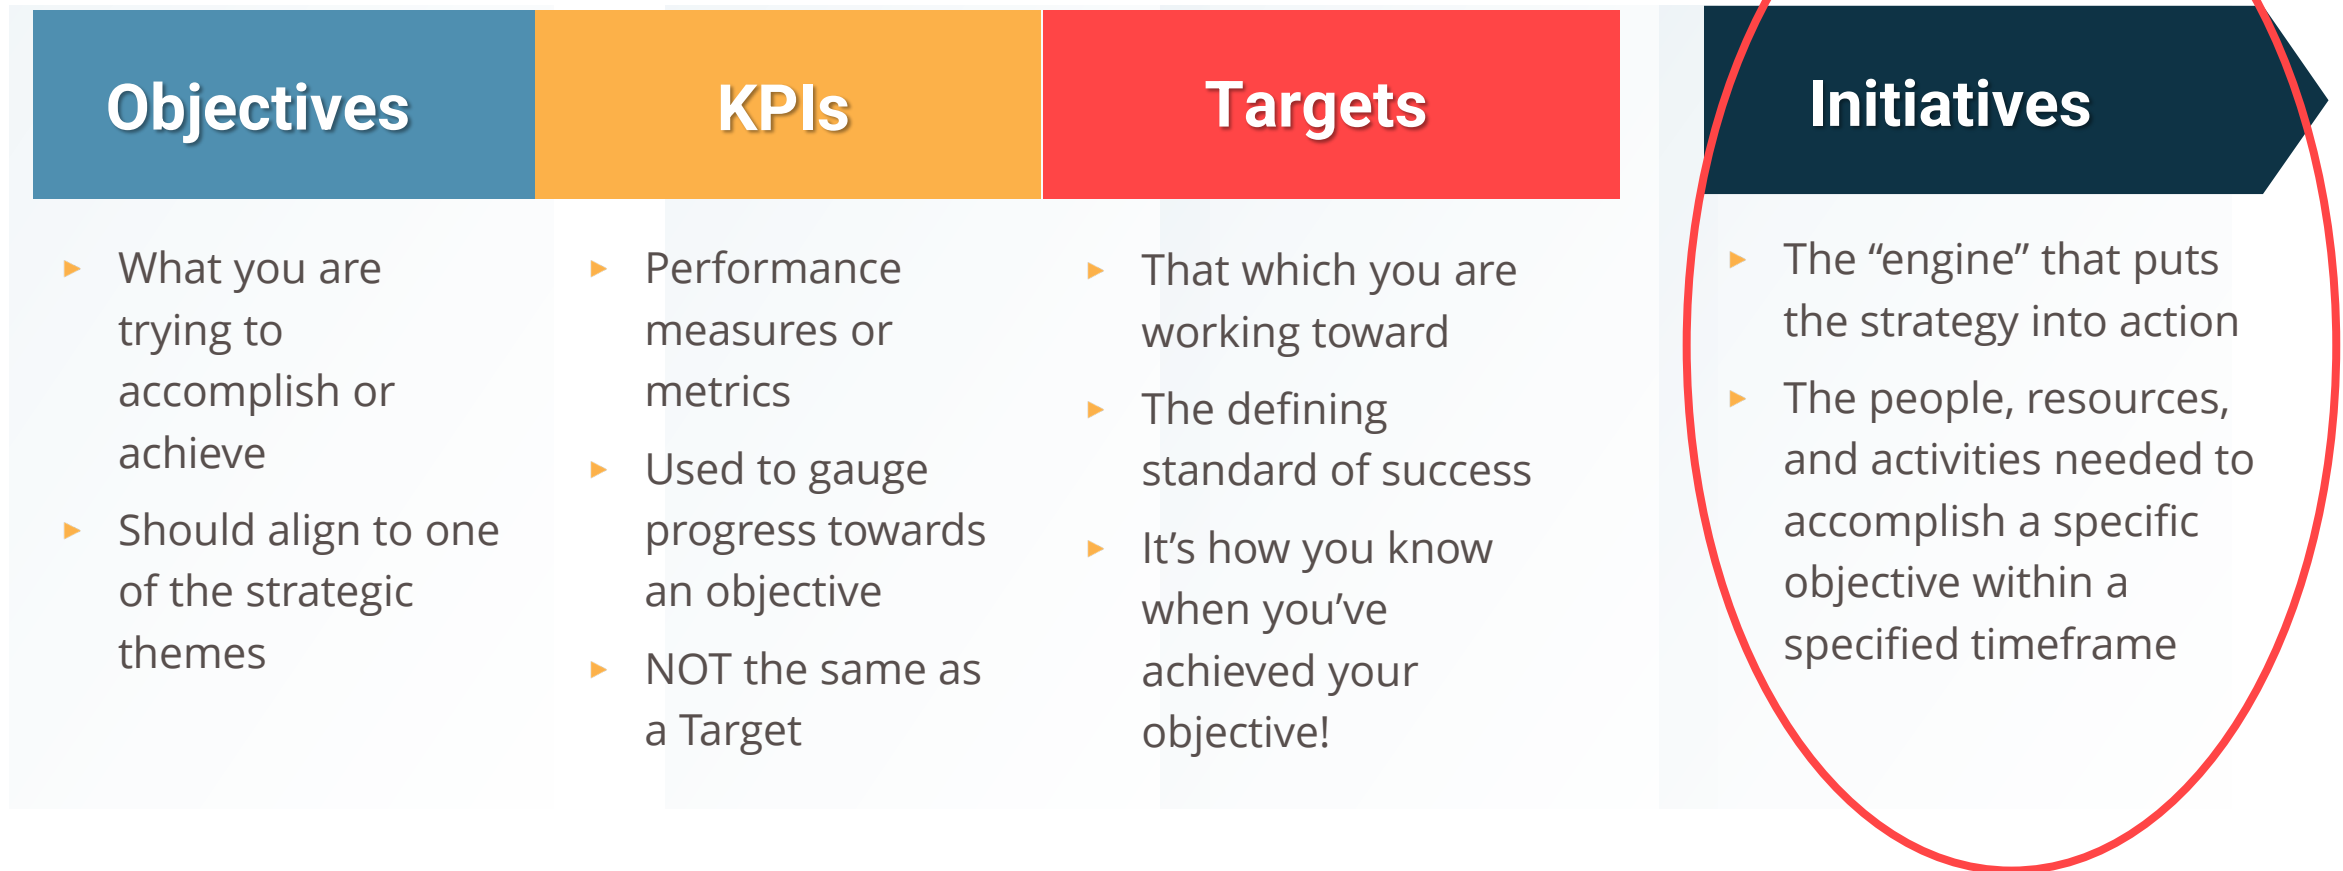 Objectives
What you are
trying to
accomplish or
achieve
Should align to one
of the strategic
themes
KPIs
Performance
measures or
metrics
Used to gauge
progress towards
an objective
NOT the same as
a Target
Targets
That which you are
working toward
The defining
standard of success
It’s how you know
when you’ve
achieved your
objective!
Initiatives
The “engine” that puts
the strategy into action
The people, resources,
and activities needed to
accomplish a specific
objective within a
specified timeframe